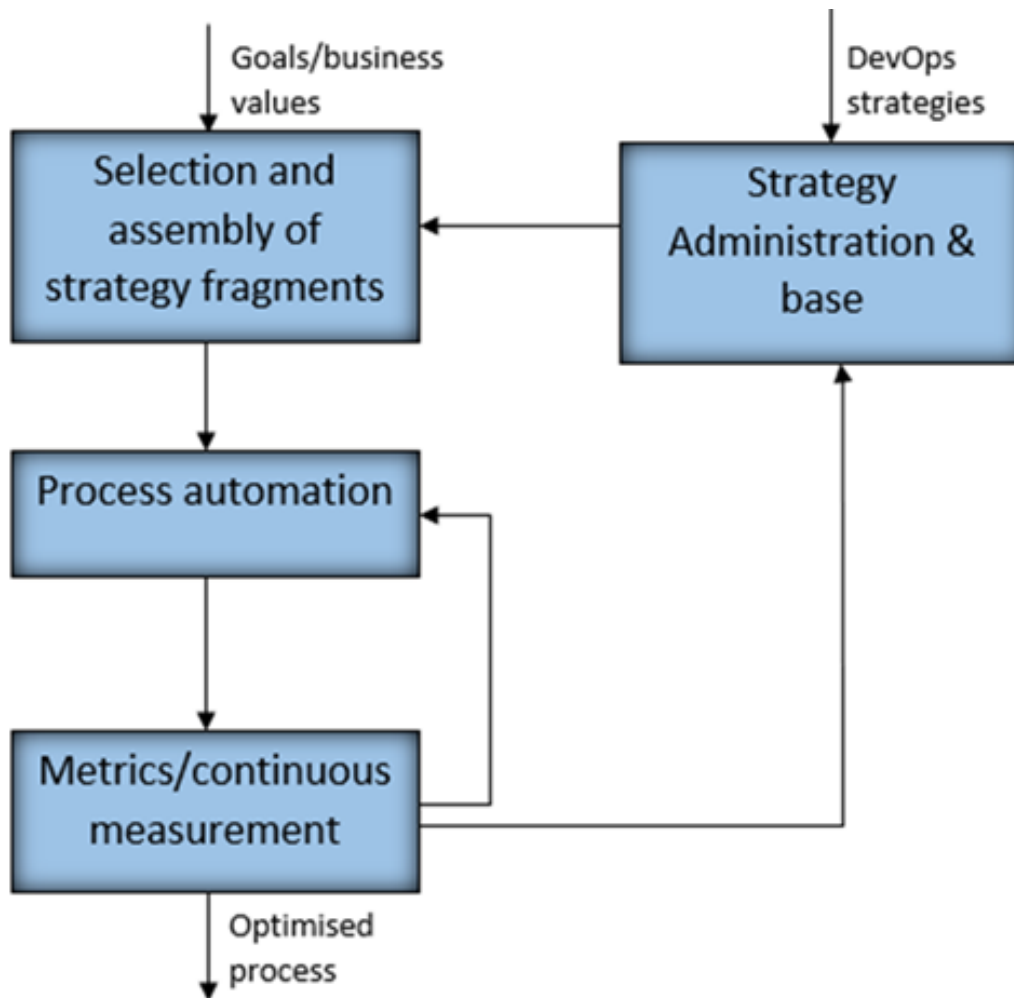 Goals/business
values
DevOps
strategies
Selection and
assembly of
strategy fragments
Strategy
Administration &
base
Process automation
Metrics/continuous
measurement
Optimised
process